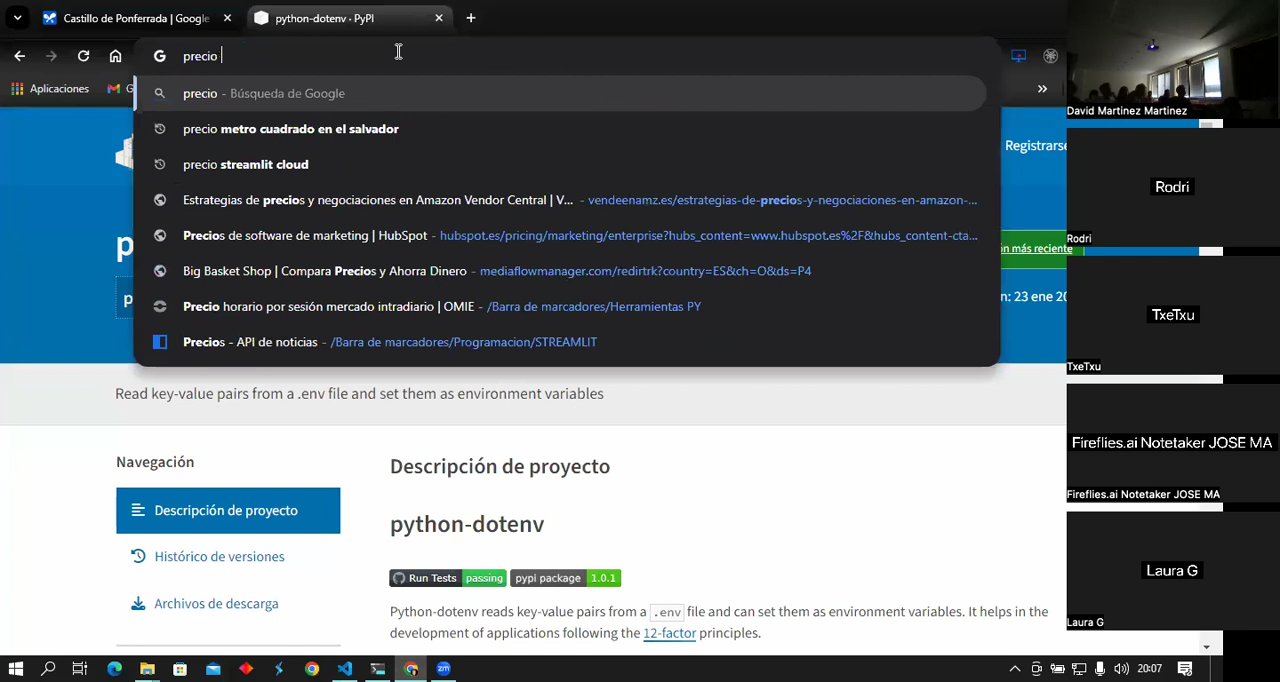 Castillo de Ponferrada | Google
python-dotenv · PyPI
precio
Aplicaciones
G
precio - Búsqueda de Google
precio metro cuadrado en el salvador
precio streamlit cloud
Estrategias de precios y negociaciones en Amazon Vendor Central | V... - vendeenamz.es/estrategias-de-precios-y-negociaciones-en-amazon-...
Precios de software de marketing | HubSpot - hubspot.es/pricing/marketing/enterprise?hubs_content=www.hubspot.es%2F&hubs_content-cta...
Big Basket Shop | Compara Precios y Ahorra Dinero - mediaflowmanager.com/redirtrk?country=ES&ch=O&ds=P4
Precio horario por sesión mercado intradiario | OMIE - /Barra de marcadores/Herramientas PY
Precios - API de noticias - /Barra de marcadores/Programacion/STREAMLIT
Registrarse
p
p
ón más reciente
n: 23 ene 20
Read key-value pairs from a .env file and set them as environment variables
Navegación
Descripción de proyecto
Histórico de versiones
Archivos de descarga
Descripción de proyecto
python-dotenv
Run Tests passing pypi package 1.0.1
Python-dotenv reads key-value pairs from a .env file and can set them as environment variables. It helps in the
development of applications following the 12-factor principles.
David Martinez Martinez
Rodri
Rodri
TxeTxu
TxeTxu
Fireflies.ai Notetaker JOSE MA
Fireflies.ai Notetaker JOSE MA
Laura G
Laura G
zm
20:07